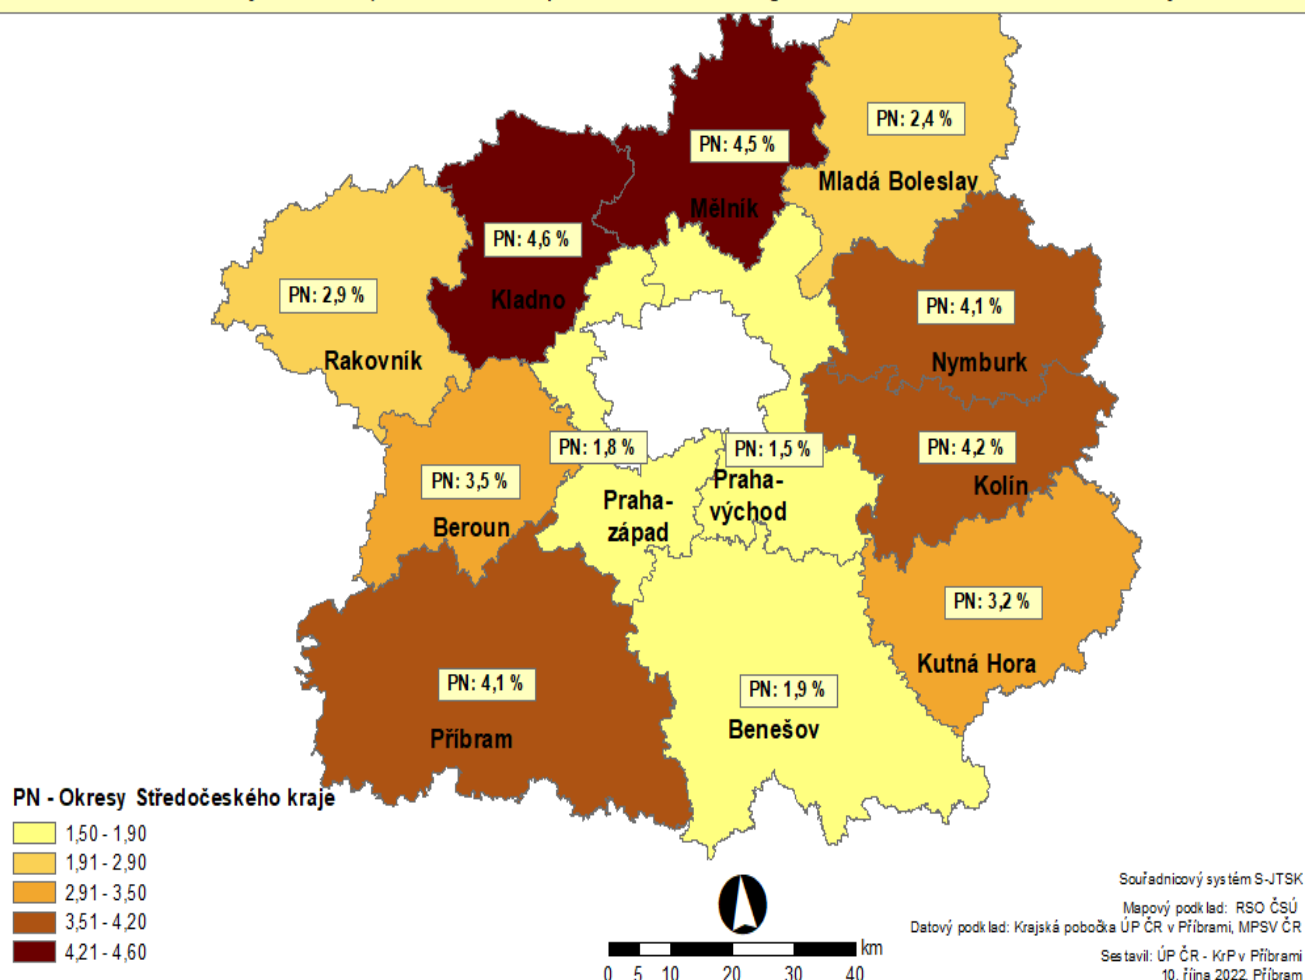 PN: 2,4 %
Mladá Boleslav
PN: 4,5 %
Mělník
PN: 4,6 %
Kladno
PN: 2,9 %
Rakovník
PN: 4,1 %
Nymburk
PN: 4,2 %
Kolín
PN: 1,8 %
Praha-
západ
PN: 1,5 %
Praha-
východ
PN: 3,5 %
Beroun
PN: 3,2 %
Kutná Hora
PN: 4,1 %
Příbram
PN: 1,9 %
Benešov
PN - Okresy Středočeského kraje
1,50 - 1,90
1,91 - 2,90
2,91 - 3,50
3,51 - 4,20
4,21 - 4,60
km
0 5 10 20 30 40
Souřadnicový systém S-JTSK
Mapový podklad: RSO ČSÚ
Datový podklad: Krajská pobočka ÚP ČR v Příbrami, MPSV ČR
Sestavil: ÚP ČR - KrP v Příbrami
10. října 2022, Příbram